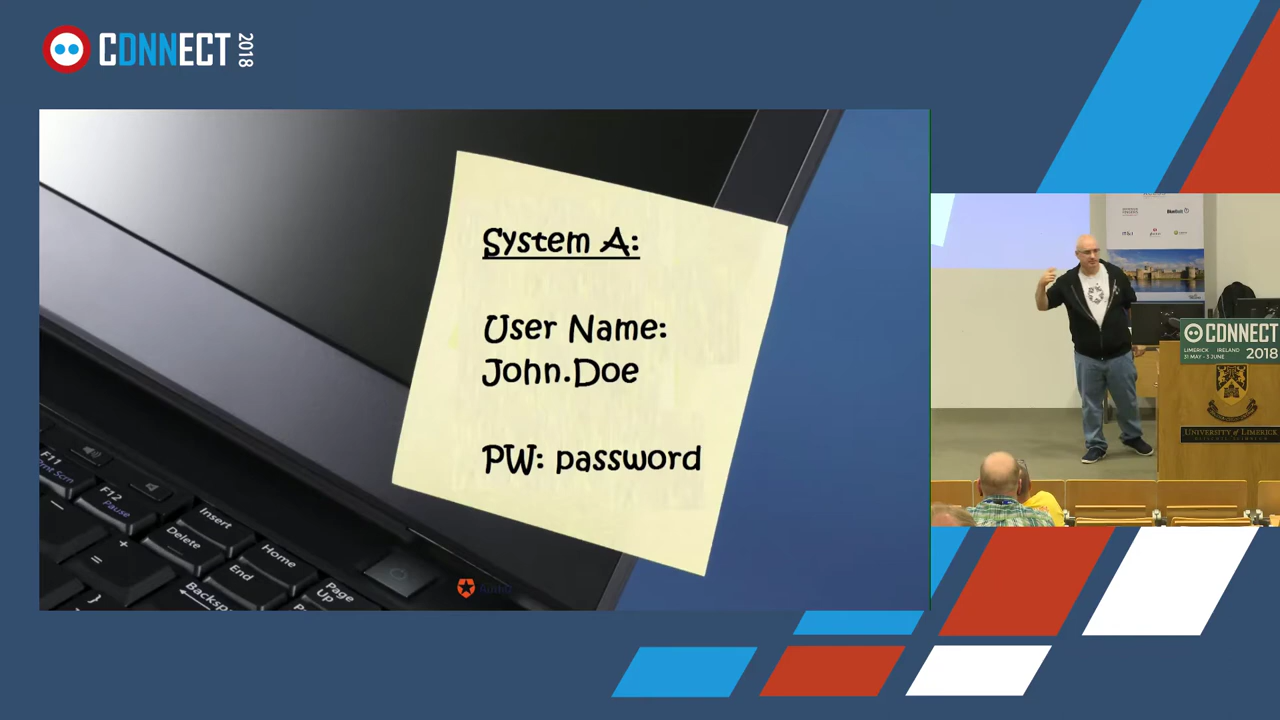 CDNNECT 2018
System A:
User Name:
John.Doe
PW: password
F11
F12
Pause
Insert
Delete
Home
End
Page
Up
CONNECT
LIMERICK IRELAND
31 MAY - 3 JUNE 2018
UNIVERSITY of LIMERICK